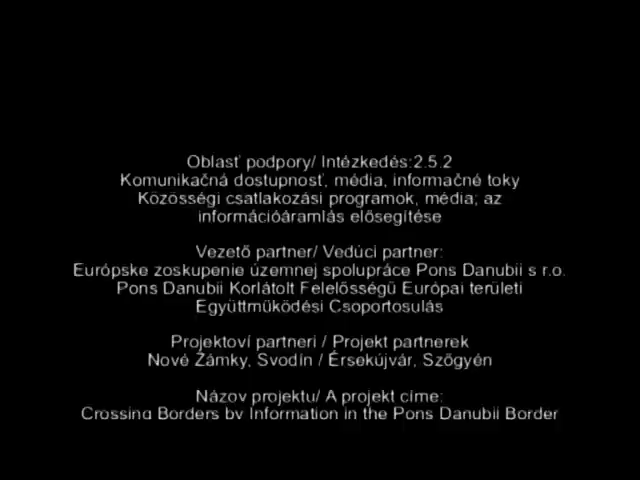 Oblasť podpory/ Intézkedés:2.5.2
Komunikačná dostupnosť, média, informačné toky
Közösségi csatlakozási programok, média; az
információáramlás elősegítése
Vezető partner/ Vedúci partner:
Európske zoskupenie územnej spolupráce Pons Danubii s r.o.
Pons Danubii Korlátolt Felelősségű Európai területi
Együttműködési Csoportosulás
Projektoví partneri / Projekt partnerek
Nové Zámky, Svodín / Érsekújvár, Szőgyén
Názov projektu/ A projekt címe:
Crossing Borders by Information in the Pons Danubii Border